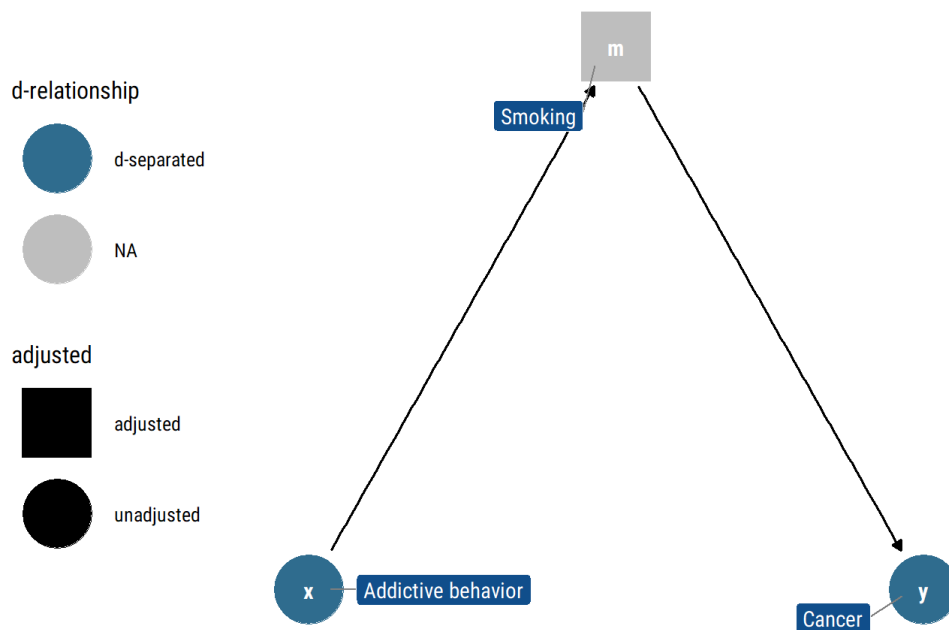 m
d-relationship
Smoking
d-separated
NA
adjusted
adjusted
unadjusted
x
Addictive behavior
y
Cancer